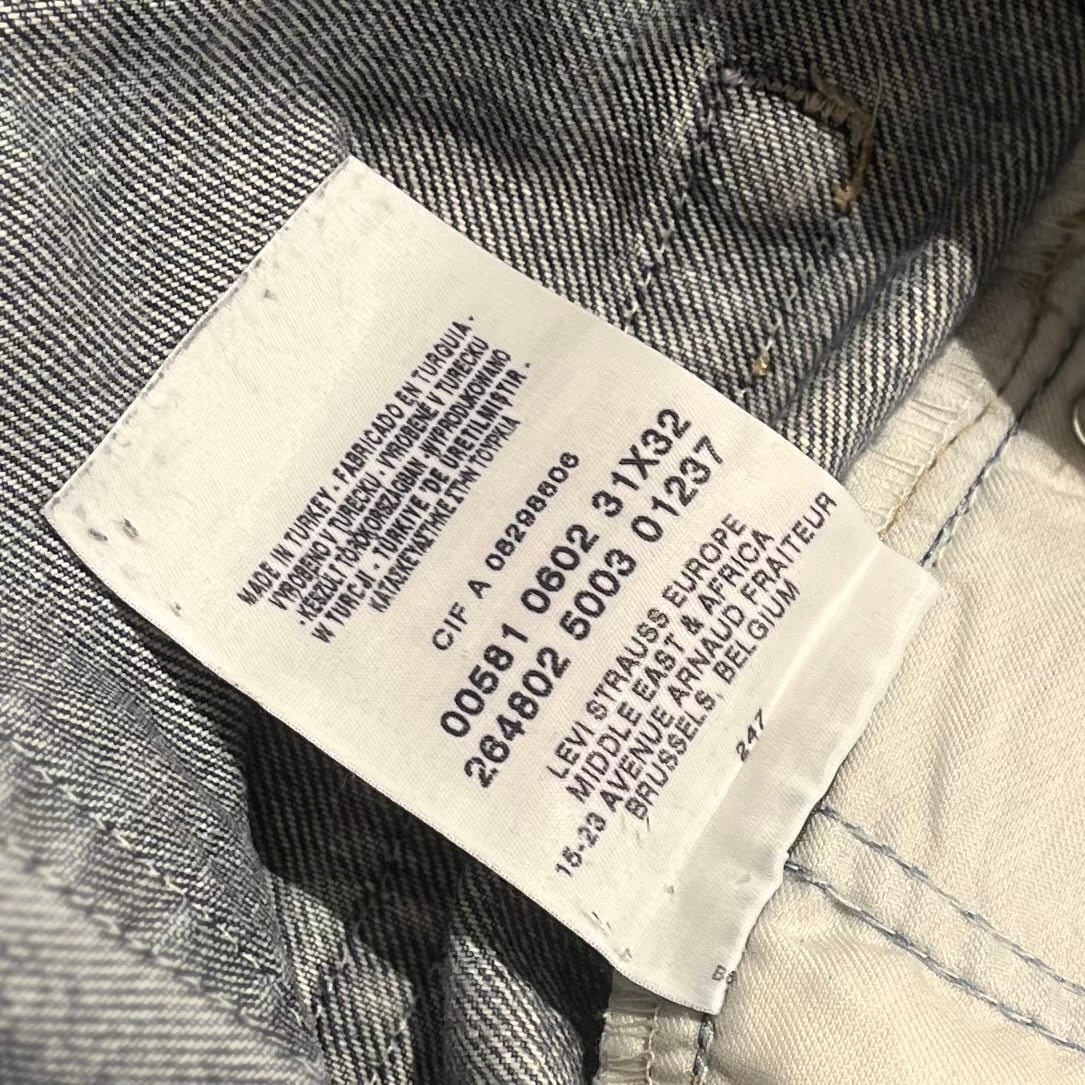 MADE IN TURKEY · FABRICADO EN TURQUIA ·
VYROBENO V TURECKU · VYROBENÉ V TURECKU
·KÉSZÜLT TÖRÖKORSZÁGBAN WYPRODUKOWANO
W TURCJI · TÜRKIYE 'DE ÜRETILMIŞTIR ·
ΚΑΤΑΣΚΕΥΑΣΤΗΚΕ ΣΤΗΝ ΤΟΥΡΚΙΑ
CIF A 08298606
00581 0602 31X32
264802 5003 01237
LEVI STRAUSS EUROPE
MIDDLE EAST & AFRICA
15-23 AVENUE ARNAUD FRAITEUR
BRUSSELS, BELGIUM
247